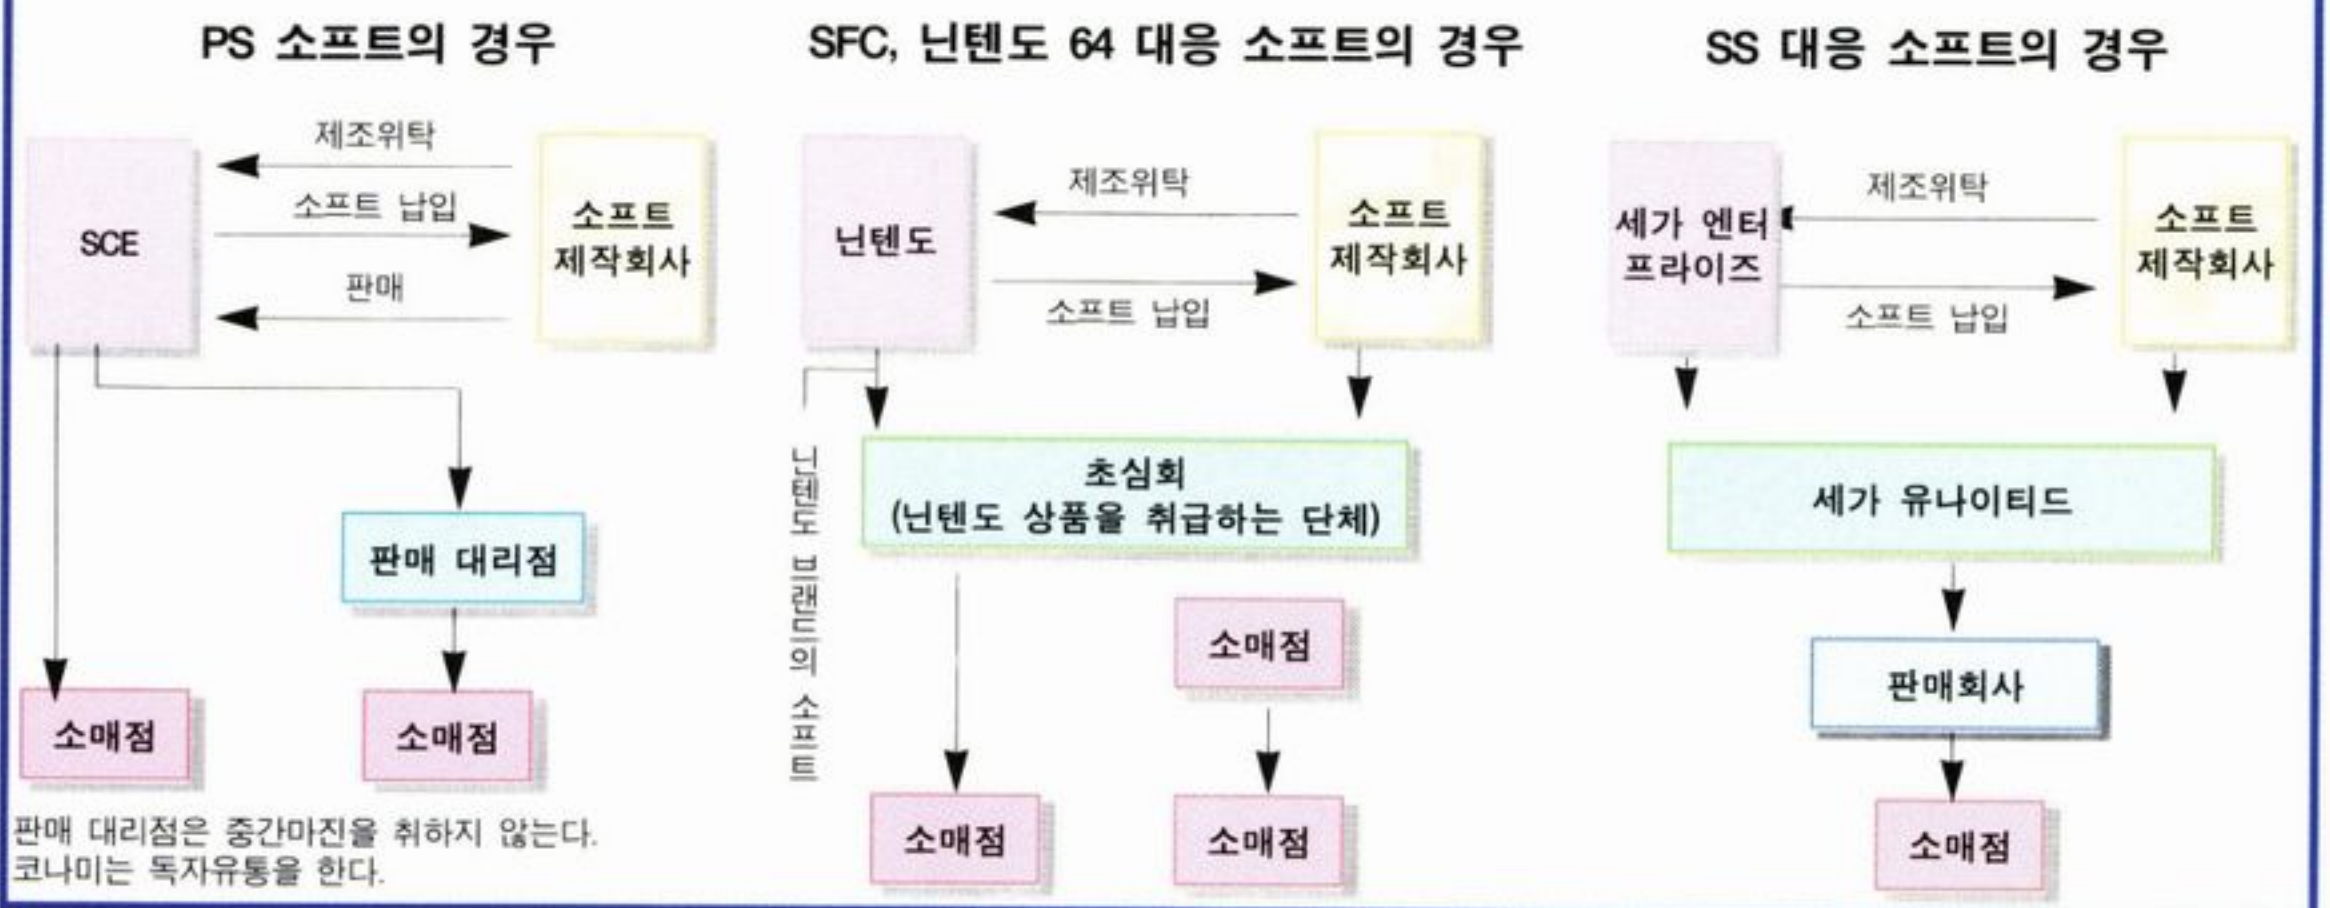 PS 소프트의 경우
제조위탁
소프트 납입
판매
SCE
소프트
제작회사
판매 대리점
소매점
소매점
판매 대리점은 중간마진을 취하지 않는다.
코나미는 독자유통을 한다.
SFC, 닌텐도 64 대응 소프트의 경우
닌텐도
제조위탁
소프트 납입
소프트
제작회사
닌텐도 브랜드의 소프트
초심회
(닌텐도 상품을 취급하는 단체)
소매점
소매점
소매점
SS 대응 소프트의 경우
세가 엔터
프라이즈
제조위탁
소프트 납입
소프트
제작회사
세가 유나이티드
판매회사
소매점